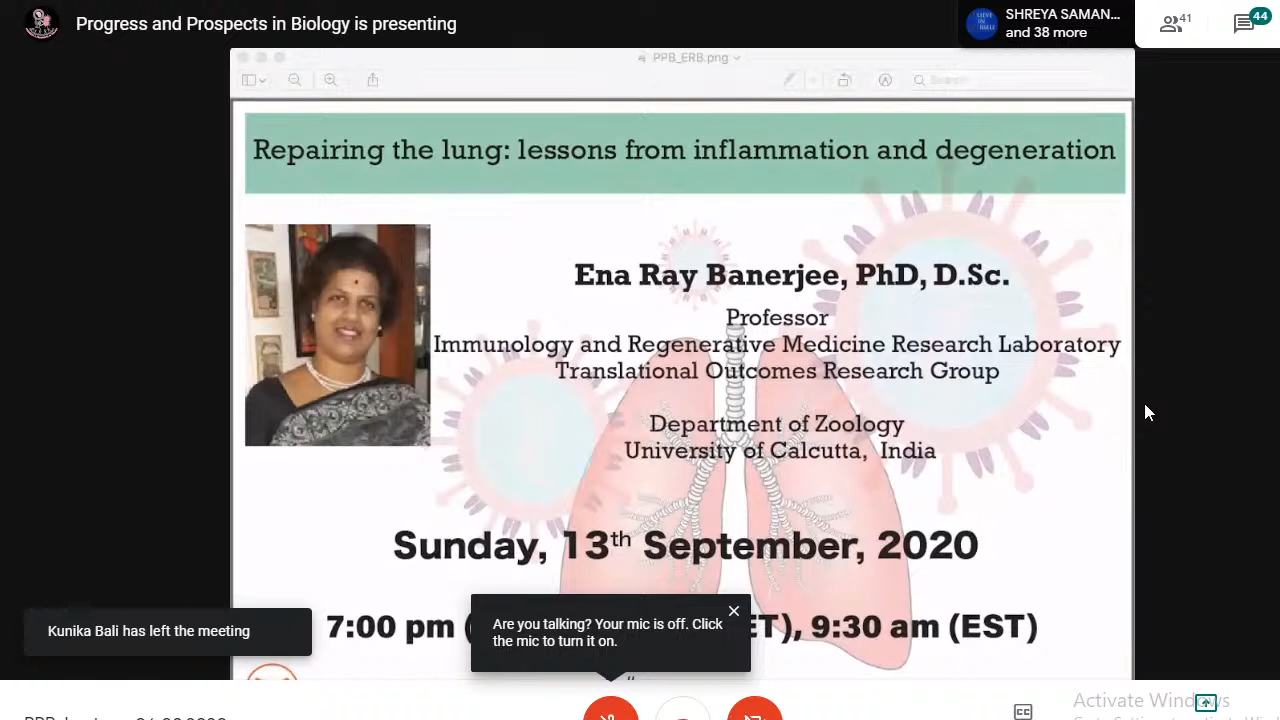 Progress and Prospects in Biology is presenting
SHREYA SAMAN...
and 38 more
41
44
PPB_ERB.png
Search
Repairing the lung: lessons from inflammation and degeneration
Ena Ray Banerjee, PhD, D.Sc.
Professor
Immunology and Regenerative Medicine Research Laboratory
Translational Outcomes Research Group
Department of Zoology
University of Calcutta, India
Sunday, 13th September, 2020
7:00 pm (
ET), 9:30 am (EST)
Kunika Bali has left the meeting
Are you talking? Your mic is off. Click
the mic to turn it on.
CC
Activate Windows